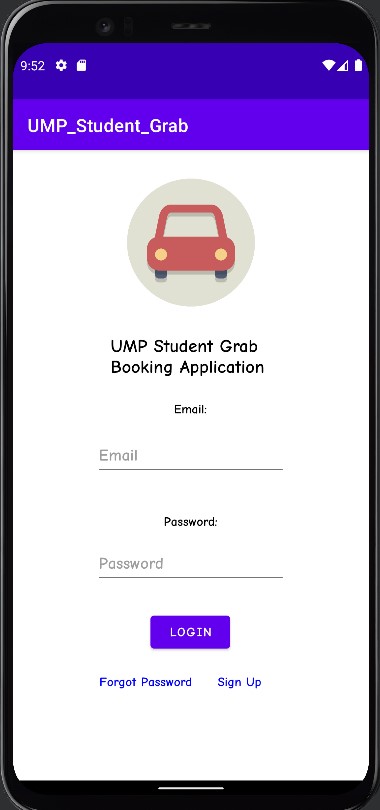 9:52
UMP_Student_Grab
UMP Student Grab
Booking Application
Email:
Email
Password:
Password
LOGIN
Forgot Password Sign Up